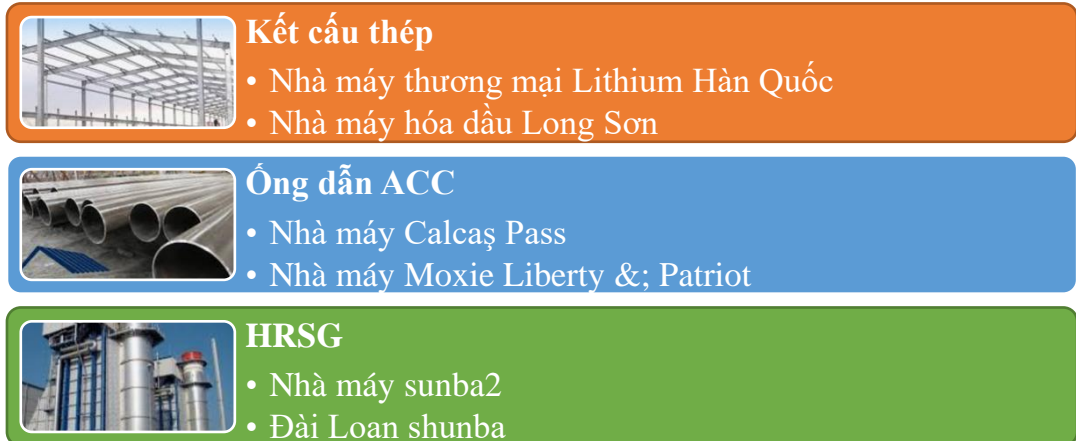 Kết cấu thép
• Nhà máy thương mại Lithium Hàn Quốc
• Nhà máy hóa dầu Long Sơn
Ống dẫn ACC
• Nhà máy Calcaş Pass
• Nhà máy Moxie Liberty &; Patriot
HRSG
• Nhà máy sunba2
• Đài Loan shunba